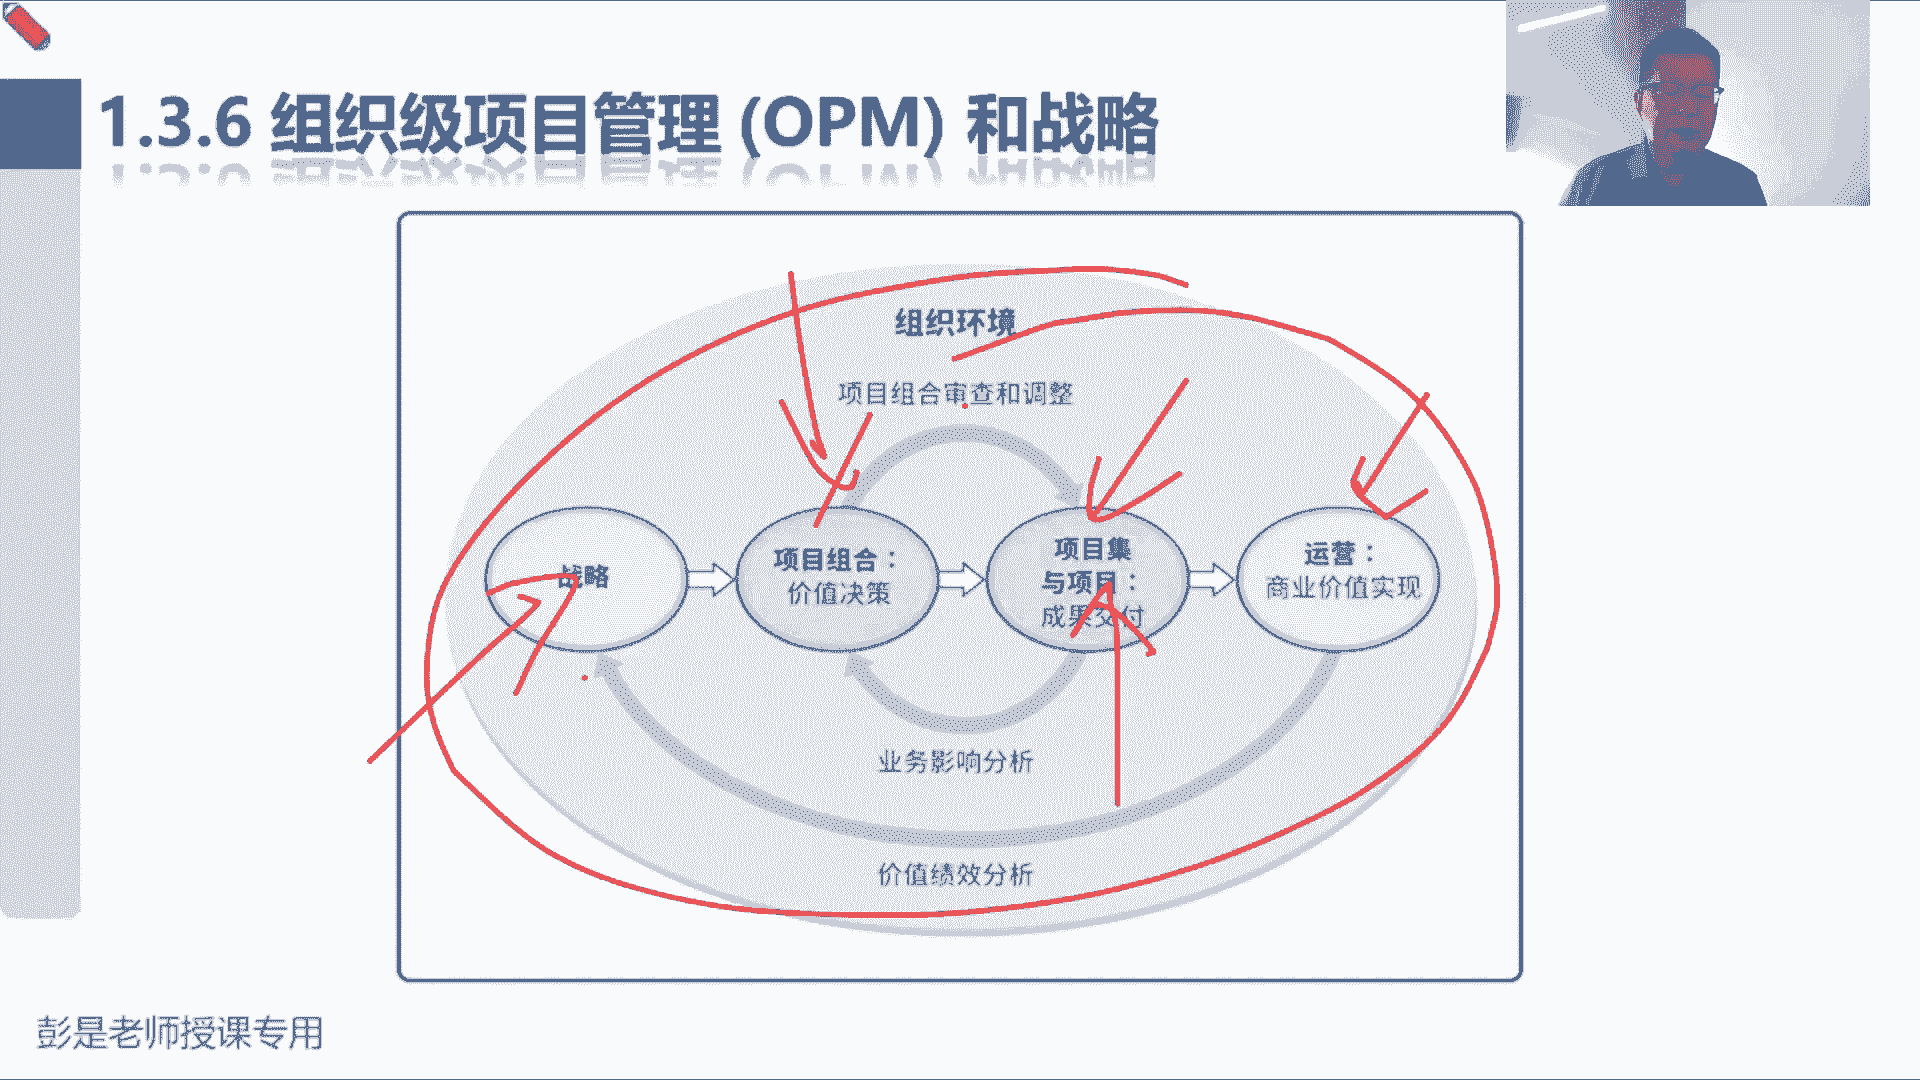 1.3.6 组织级项目管理 (OPM) 和战略
组织环境
项目组合审查和调整
战略
项目组合：
价值决策
项目集
与项目：
成果交付
运营：
商业价值实现
业务影响分析
价值绩效分析
彭是老师授课专用